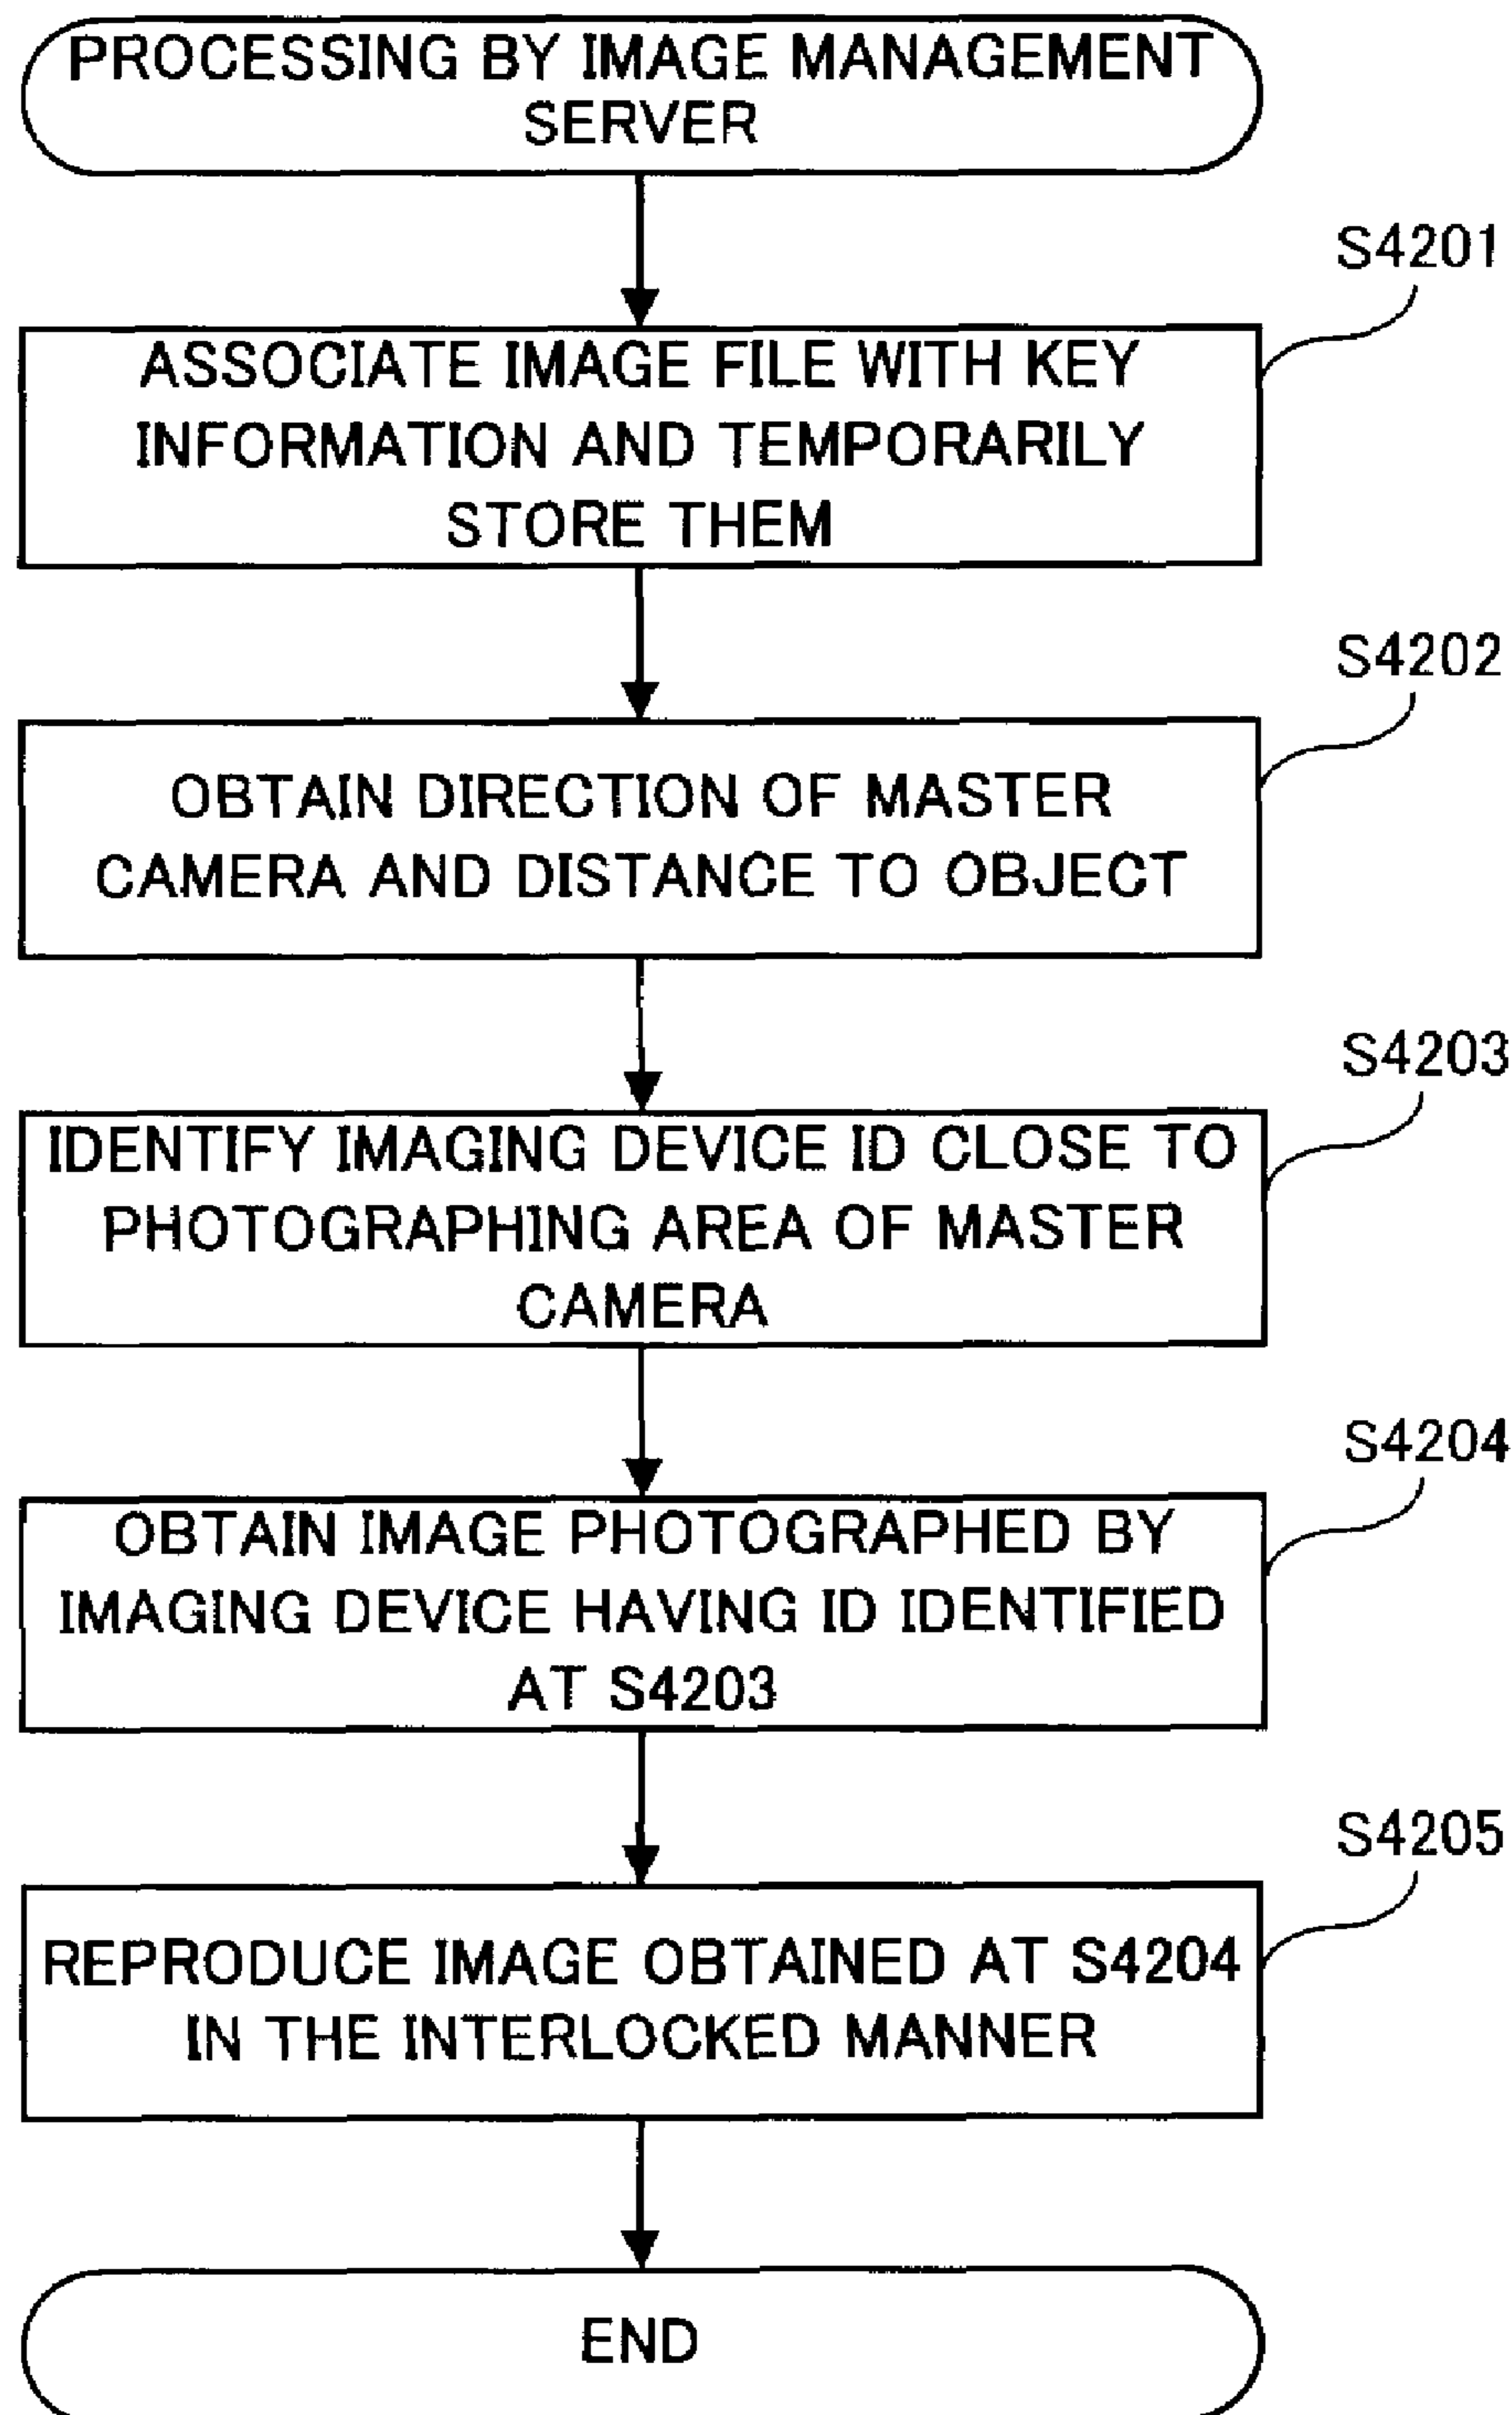 PROCESSING BY IMAGE MANAGEMENT
SERVER
S4201
ASSOCIATE IMAGE FILE WITH KEY
INFORMATION AND TEMPORARILY
STORE THEM
S4202
OBTAIN DIRECTION OF MASTER
CAMERA AND DISTANCE TO OBJECT
S4203
IDENTIFY IMAGING DEVICE ID CLOSE TO
PHOTOGRAPHING AREA OF MASTER
CAMERA
S4204
OBTAIN IMAGE PHOTOGRAPHED BY
IMAGING DEVICE HAVING ID IDENTIFIED
AT S4203
S4205
REPRODUCE IMAGE OBTAINED AT S4204
IN THE INTERLOCKED MANNER
END